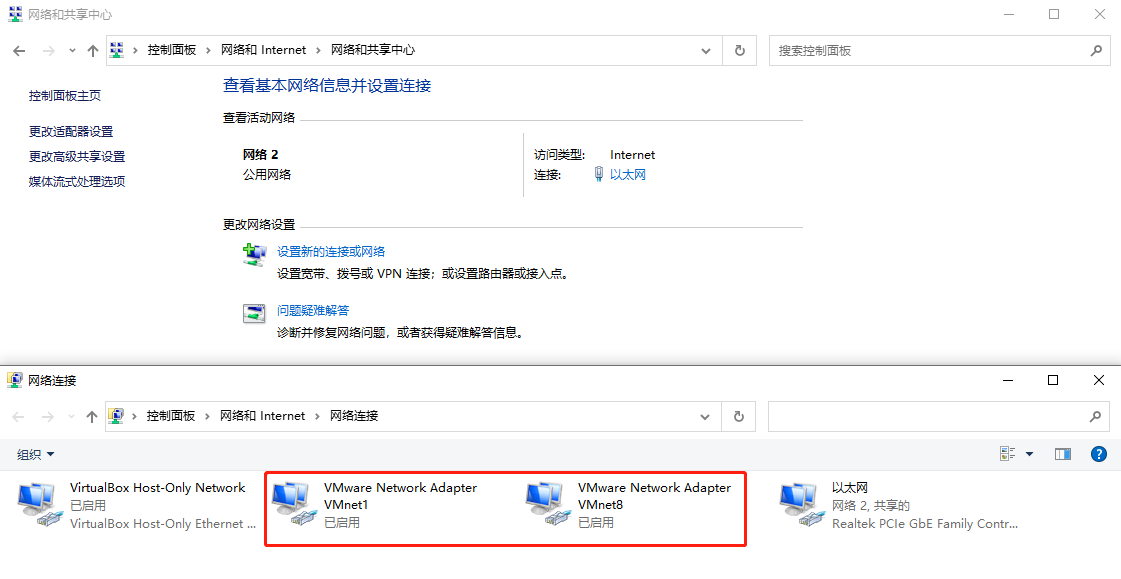 网络和共享中心
控制面板 › 网络和 Internet › 网络和共享中心
搜索控制面板
控制面板主页
更改适配器设置
更改高级共享设置
媒体流式处理选项
查看基本网络信息并设置连接
查看活动网络
网络 2
公用网络
访问类型: Internet
连接: 以太网
更改网络设置
设置新的连接或网络
设置宽带、拨号或 VPN 连接；或设置路由器或接入点。
问题疑难解答
诊断并修复网络问题，或者获得疑难解答信息。
网络连接
控制面板 › 网络和 Internet › 网络连接
组织
VirtualBox Host-Only Network
已启用
VirtualBox Host-Only Ethernet ...
VMware Network Adapter
VMnet1
已启用
VMware Network Adapter
VMnet8
已启用
以太网
网络 2, 共享的
Realtek PCIe GbE Family Contr...